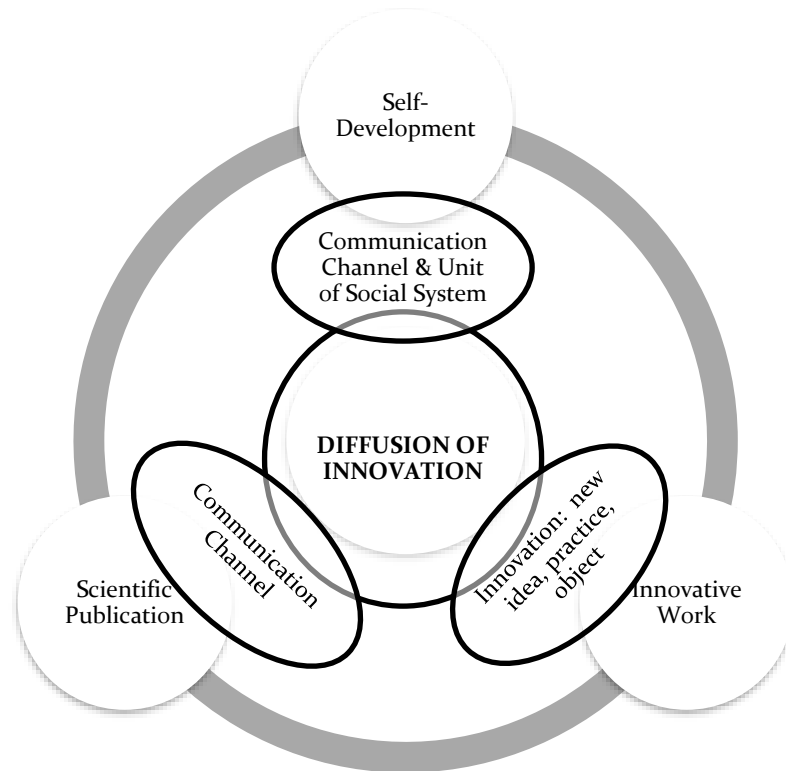 Self-
Development
Communication
Channel & Unit
of Social System
DIFFUSION OF
INNOVATION
Communication
Channel
Innovation:  new
idea, practice,
object
Scientific
Publication
Innovative
Work